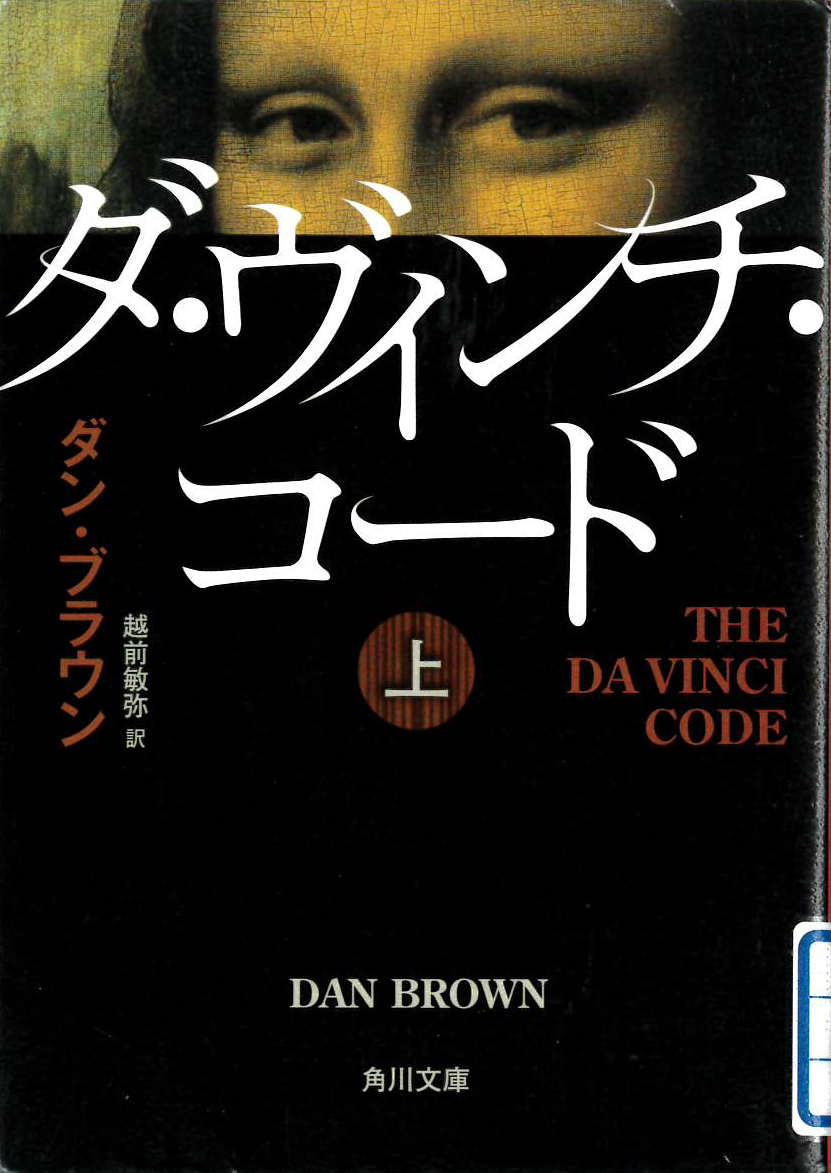 ダ・ヴィンチ・
コード
ダン・ブラウン
越前敏弥 訳
上
THE
DA VINCI
CODE
DAN BROWN
角川文庫